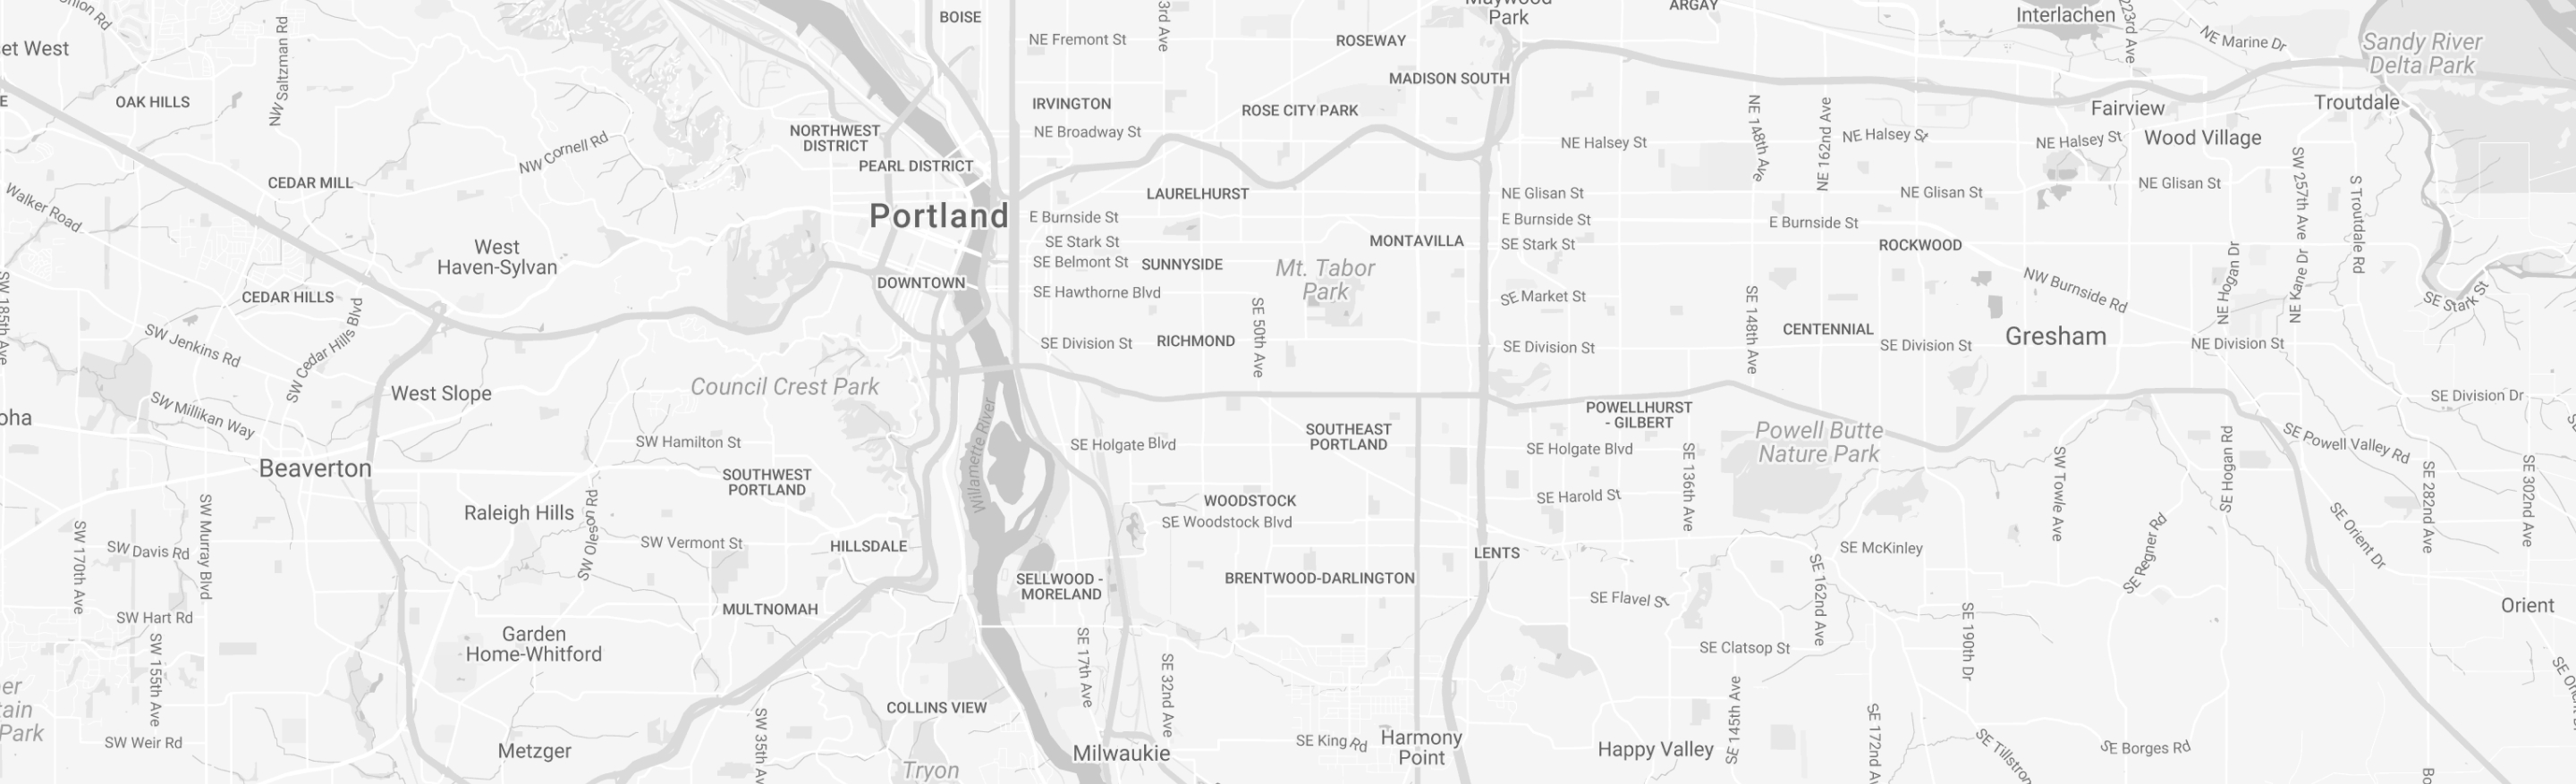 BOISE
Park
ARGAY
Interlachen
223rd Ave
NE Marine Dr
Sandy River
Delta Park
NW Saltzman Rd
3rd Ave
NE Fremont St
ROSEWAY
MADISON SOUTH
OAK HILLS
IRVINGTON
ROSE CITY PARK
NE Broadway St
NORTHWEST
DISTRICT
PEARL DISTRICT
NW Cornell Rd
CEDAR MILL
Walker Road
LAURELHURST
Portland
E Burnside St
SE Stark St
SE Belmont St
SUNNYSIDE
Mt. Tabor
Park
MONTAVILLA
SE Hawthorne Blvd
SE Division St
RICHMOND
SE 50th Ave
DOWNTOWN
West
Haven-Sylvan
CEDAR HILLS
SW 185th Ave
SW Jenkins Rd
SW Cedar Hills Blvd
SW Millikan Way
West Slope
Council Crest Park
Beaverton
NE Halsey St
NE 148th Ave
NE 162nd Ave
NE Halsey St
NE Halsey St
Fairview
Wood Village
Troutdale
NE Glisan St
NE Glisan St
NE Glisan St
E Burnside St
E Burnside St
SE Stark St
ROCKWOOD
SW 257th Ave
S Troutdale Rd
NE Hogan Dr
NE Kane Dr
NW Burnside Rd
SE Stark St
SE Market St
SE 148th Ave
CENTENNIAL
Gresham
SE Division St
SE Division St
NE Division St
SE Division Dr
POWELLHURST
- GILBERT
Powell Butte
Nature Park
SE Holgate Blvd
SE Holgate Blvd
SOUTHEAST
PORTLAND
SE Powell Valley Rd
SE Hogan Rd
SW Towle Ave
SE 282nd Ave
SE 302nd Ave
SE 136th Ave
SE Harold St
Willamette River
SW Hamilton St
SOUTHWEST
PORTLAND
Raleigh Hills
SW Oleson Rd
SW Vermont St
HILLSDALE
WOODSTOCK
SE Woodstock Blvd
LENTS
SE McKinley
SE Regner Rd
SE Orient Dr
SW 170th Ave
SW Davis Rd
SW Murray Blvd
SELLWOOD -
MORELAND
BRENTWOOD-DARLINGTON
SE Flavel St
SE 162nd Ave
SE 190th Dr
Orient
SW Hart Rd
SW 155th Ave
MULTNOMAH
Garden
Home-Whitford
SE 17th Ave
SE 32nd Ave
SE Clatsop St
SE 145th Ave
SE 172nd
Park
SW Weir Rd
Metzger
COLLINS VIEW
Tryon
Milwaukie
SE King Rd
Harmony
Point
Happy Valley
SE Borges Rd
SW 35th